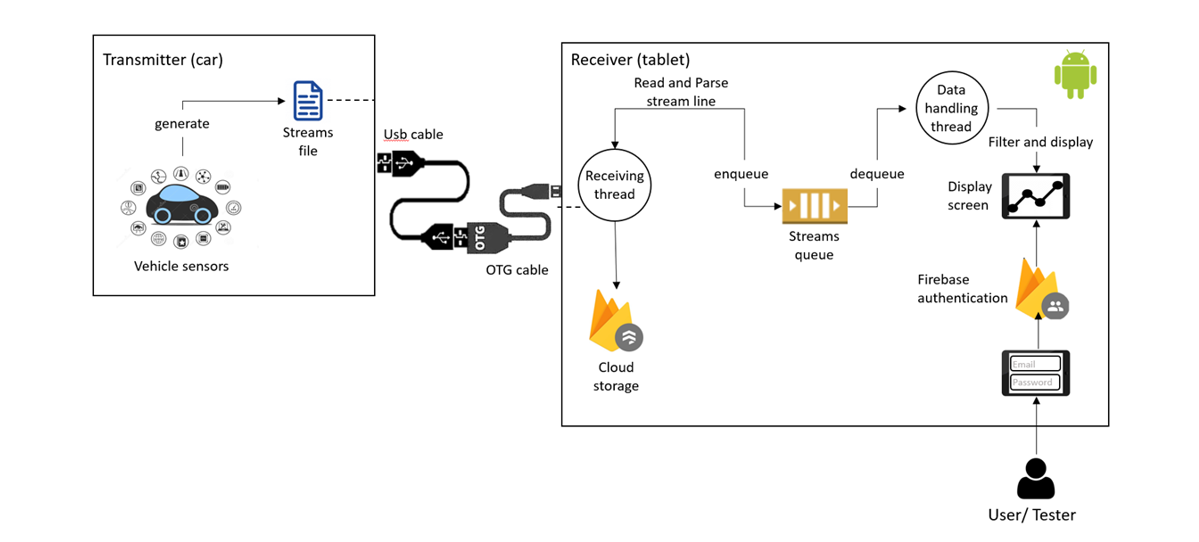 Transmitter (car)
generate
Streams
file
Vehicle sensors
Usb cable
OTG
OTG cable
Receiver (tablet)
Read and Parse
stream line
Receiving
thread
enqueue
dequeue
Streams
queue
Data
handling
thread
Filter and display
Display
screen
Firebase
authentication
Cloud
storage
Email
Password
User/ Tester